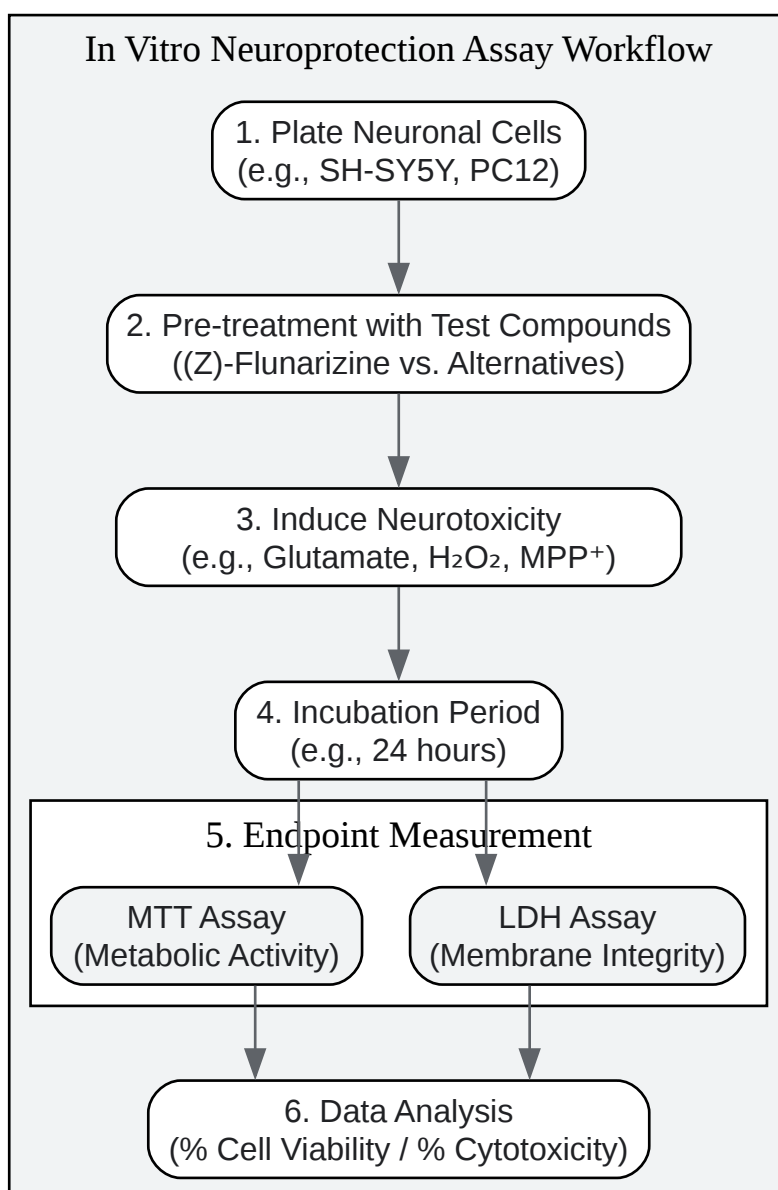 In Vitro Neuroprotection Assay Workflow
1. Plate Neuronal Cells
(e.g., SH-SY5Y, PC12)
2. Pre-treatment with Test Compounds
((Z)-Flunarizine vs. Alternatives)
3. Induce Neurotoxicity
(e.g., Glutamate, H₂O₂, MPP⁺)
4. Incubation Period
(e.g., 24 hours)
5. Endpoint Measurement
MTT Assay
(Metabolic Activity)
LDH Assay
(Membrane Integrity)
6. Data Analysis
(% Cell Viability / % Cytotoxicity)